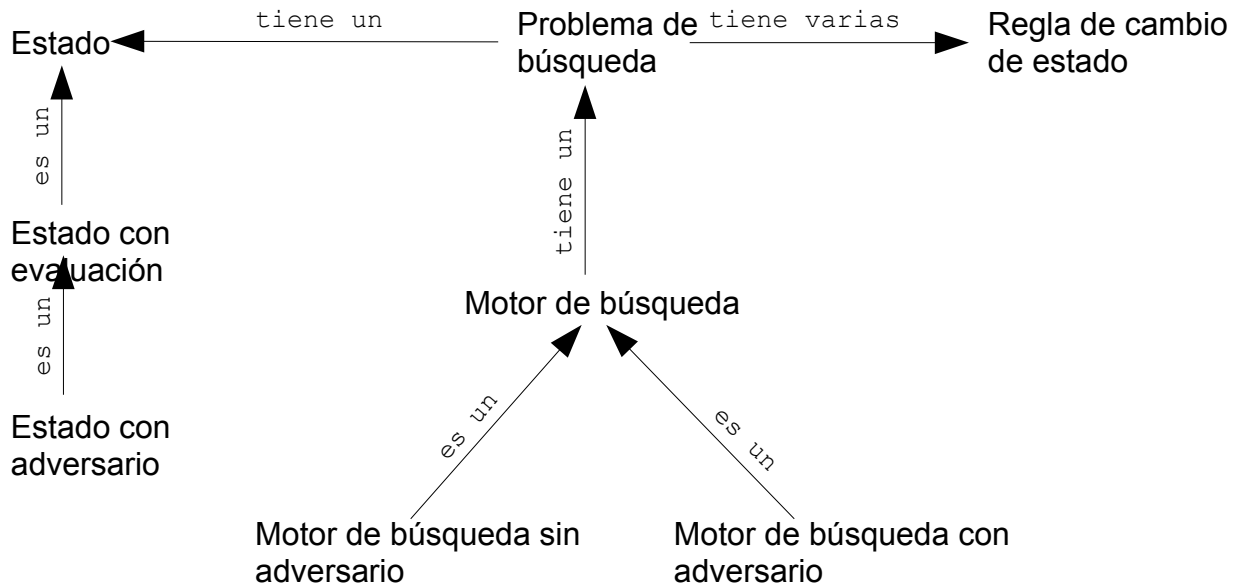 tiene un
Problema de
búsqueda
tiene varias
Regla de cambio
de estado
Estado
es un
tiene un
Estado con
evaluación
Motor de búsqueda
es un
Estado con
adversario
es un
es un
Motor de búsqueda sin
adversario
Motor de búsqueda con
adversario